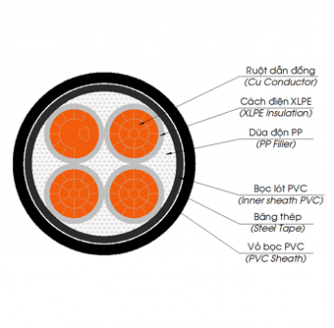 Ruột dẫn đồng
(Cu Conductor)
Cách điện XLPE
(XLPE Insulation)
Dủa độn PP
(PP Filler)
Bọc lót PVC
(Inner sheath PVC)
Băng thép
(Steel Tape)
Vỏ bọc PVC
(PVC Sheath)